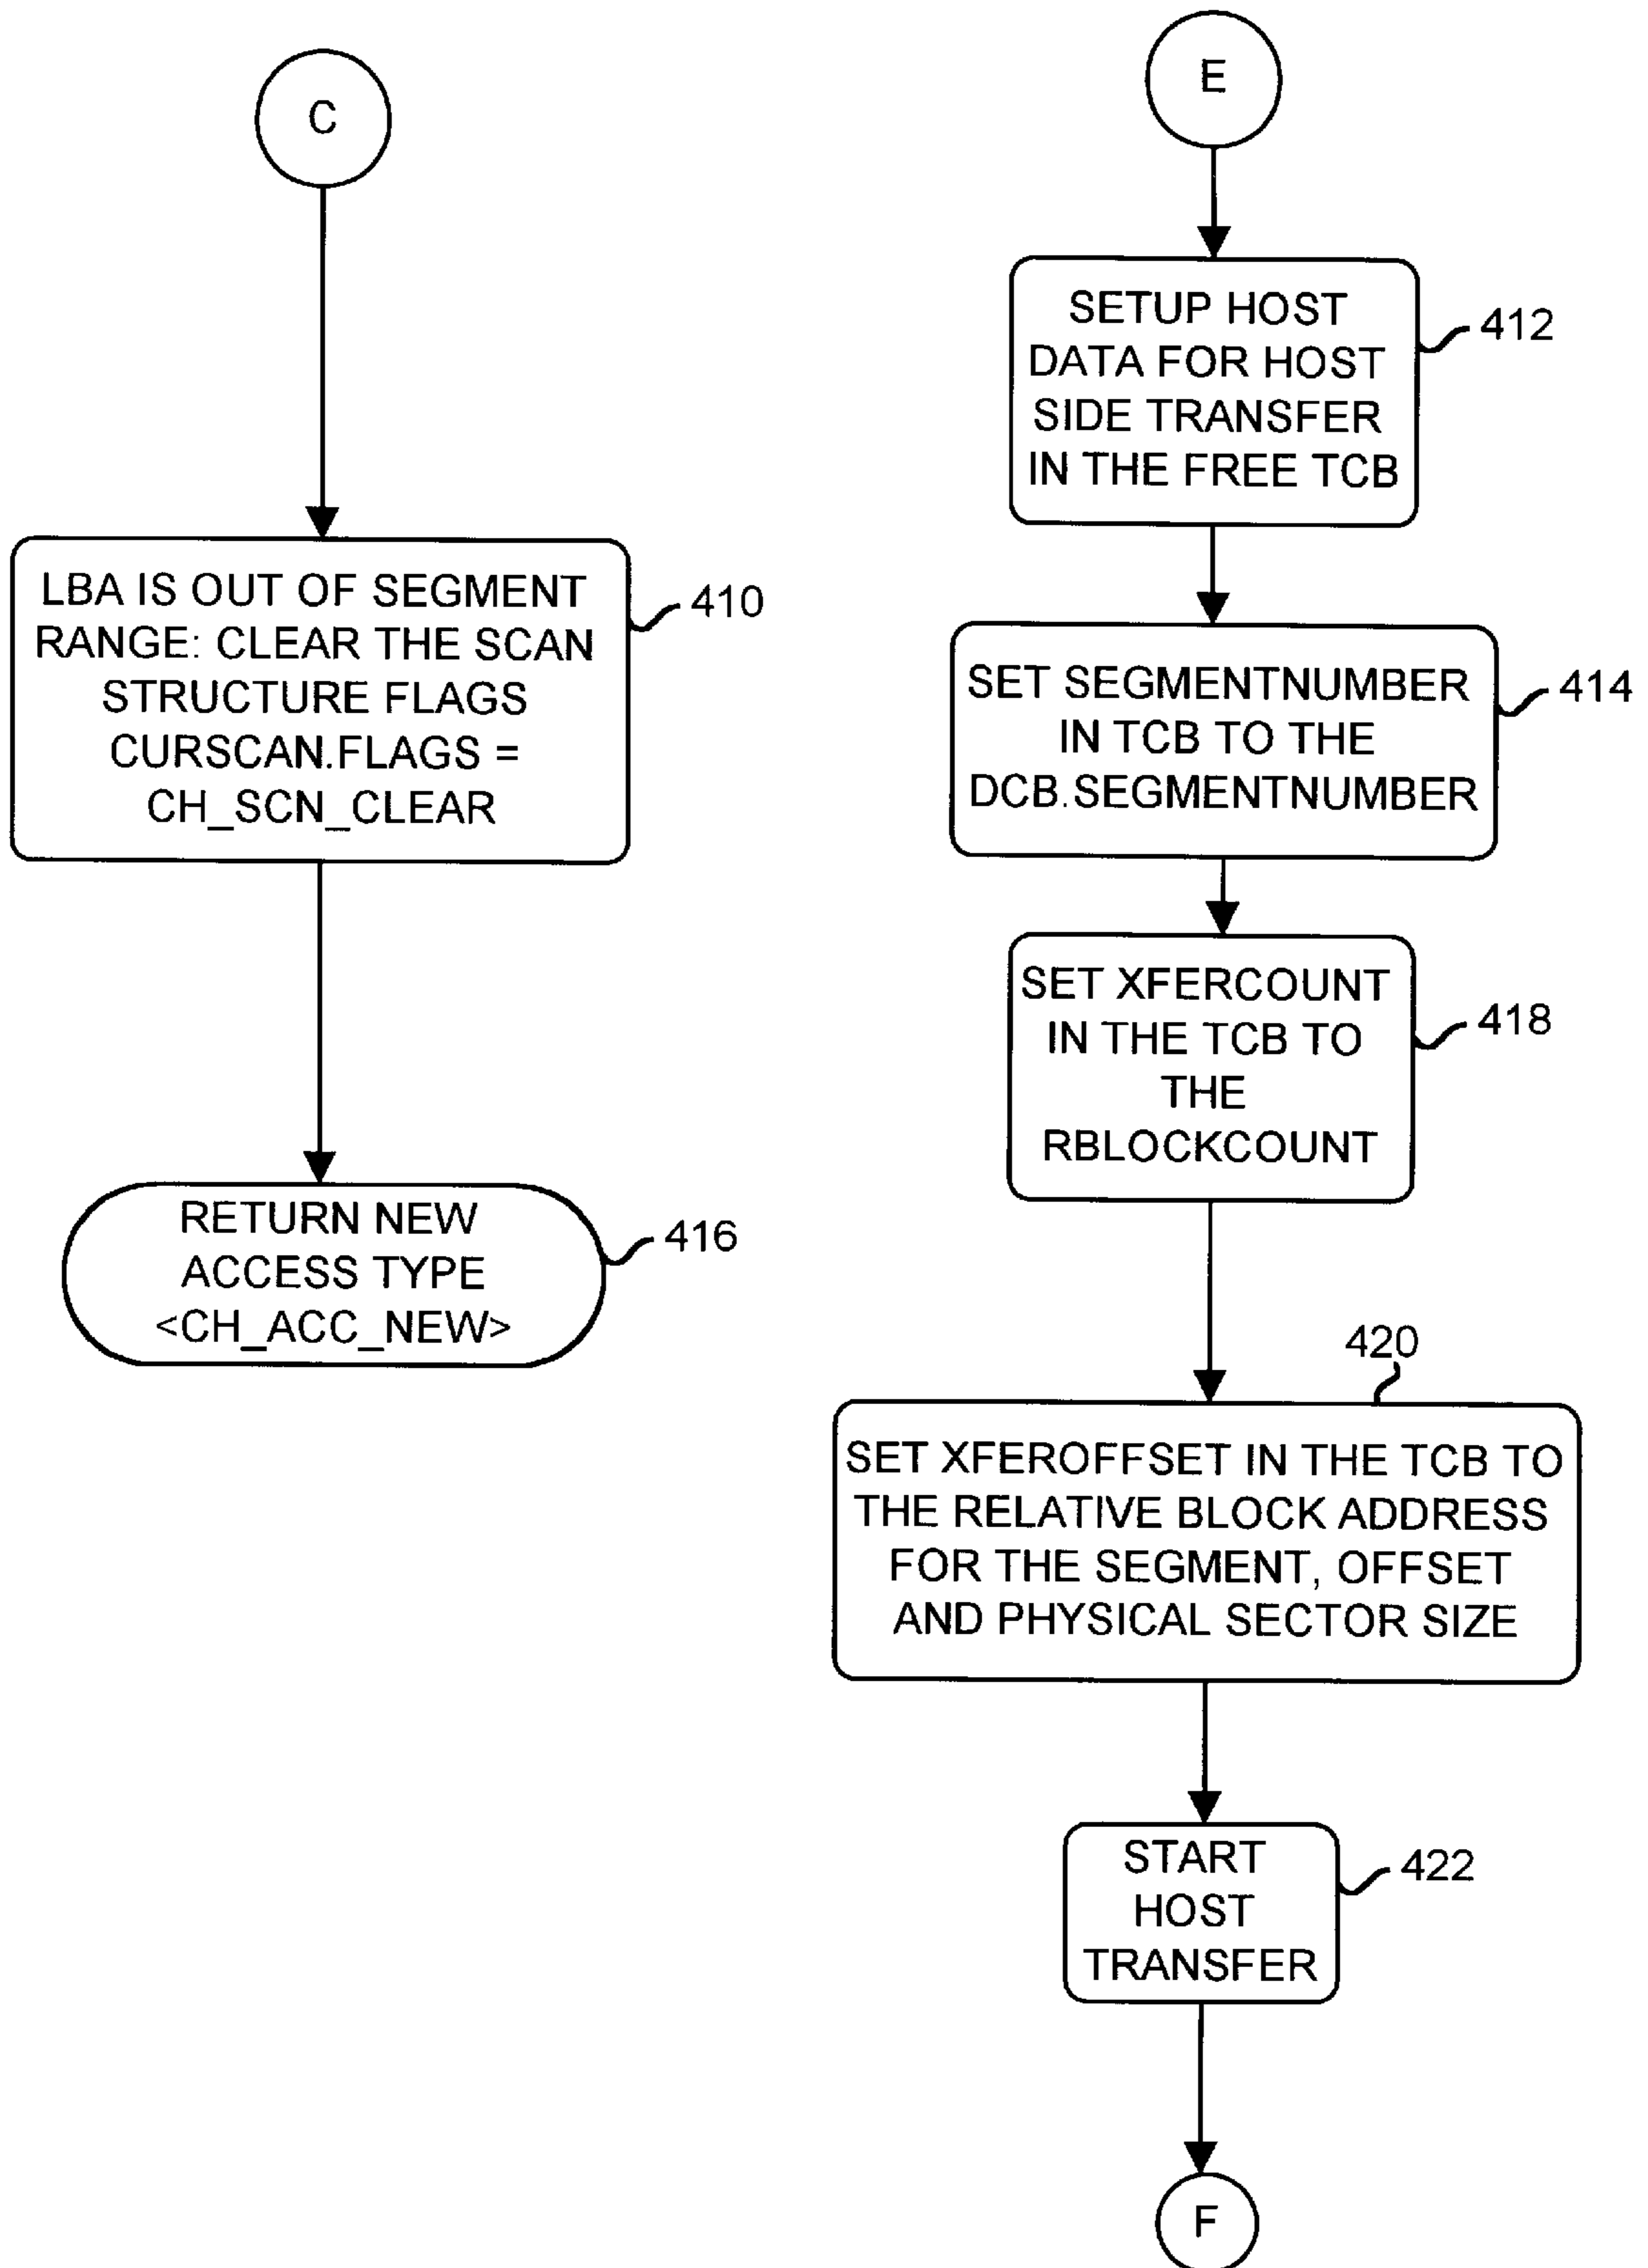 C
LBA IS OUT OF SEGMENT
RANGE: CLEAR THE SCAN
STRUCTURE FLAGS
CURSCAN.FLAGS =
CH_SCN_CLEAR
410
RETURN NEW
ACCESS TYPE
<CH_ACC_NEW>
416
E
SETUP HOST
DATA FOR HOST
SIDE TRANSFER
IN THE FREE TCB
412
SET SEGMENTNUMBER
IN TCB TO THE
DCB.SEGMENTNUMBER
414
SET XFERCOUNT
IN THE TCB TO
THE
RBLOCKCOUNT
418
420
SET XFEROFFSET IN THE TCB TO
THE RELATIVE BLOCK ADDRESS
FOR THE SEGMENT, OFFSET
AND PHYSICAL SECTOR SIZE
START
HOST
TRANSFER
422
F